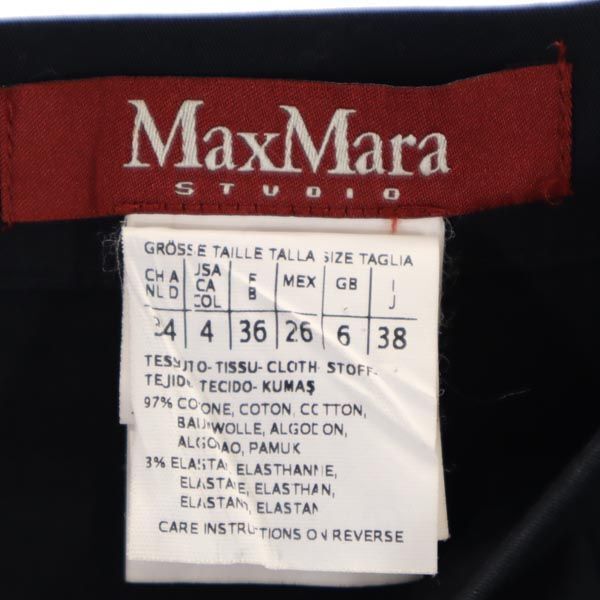 MaxMara
STUDIO
GRÖSSE TAILLE TALLA SIZE TAGLIA
CH A USA F MEX GB I
NL D CA B J
COL
34 4 36 26 6 38
TESSUTO-TISSU-CLOTH-STOFF-
TEJIDO TECIDO-KUMAŞ
97% COTONE, COTON, COTTON,
BAUMWOLLE, ALGODON,
ALGODAO, PAMUK
3% ELASTAN, ELASTHANNE,
ELASTANE, ELASTHAN,
ELASTANO, ELASTAN
CARE INSTRUCTIONS ON REVERSE